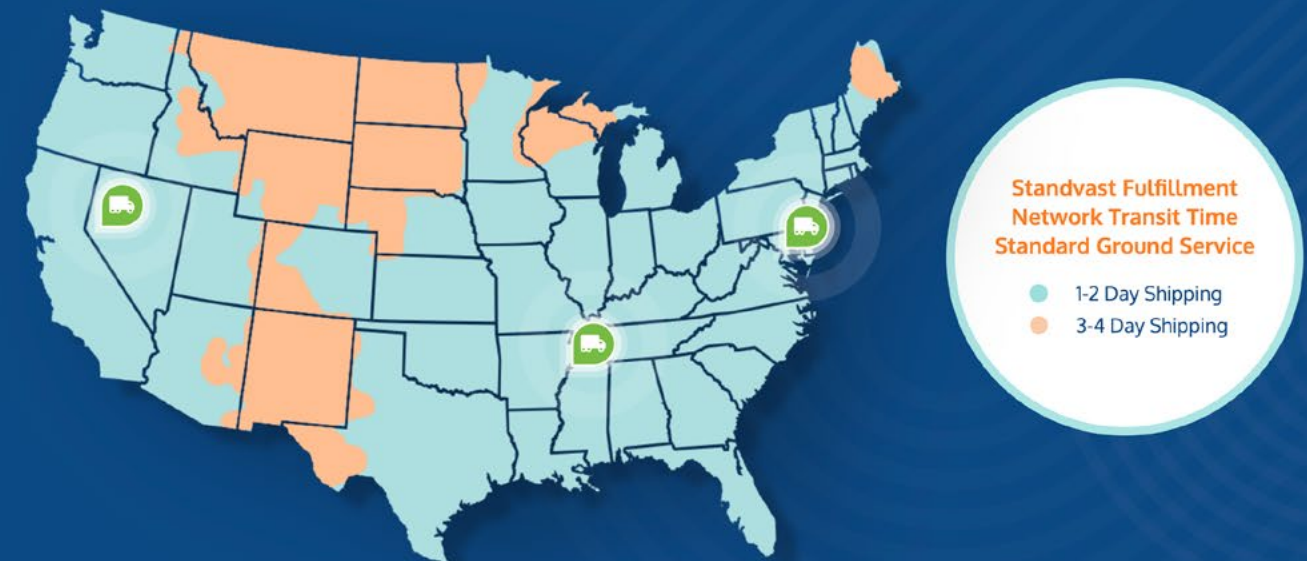 Standvast Fulfillment
Network Transit Time
Standard Ground Service
1-2 Day Shipping
3-4 Day Shipping